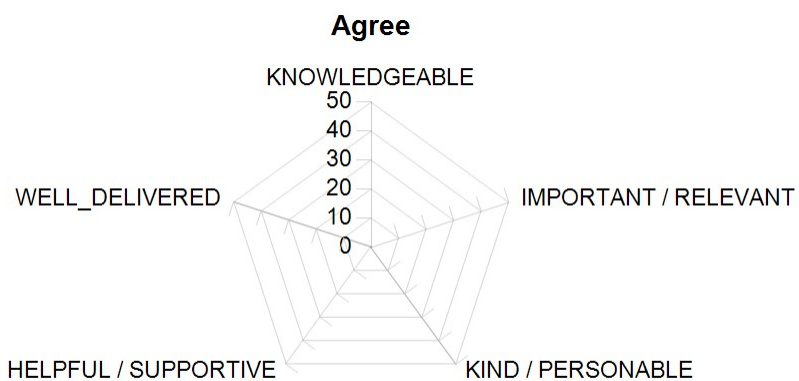 Agree
KNOWLEDGEABLE
50
40
30
20
10
0
WELL_DELIVERED
IMPORTANT / RELEVANT
HELPFUL / SUPPORTIVE
KIND / PERSONABLE